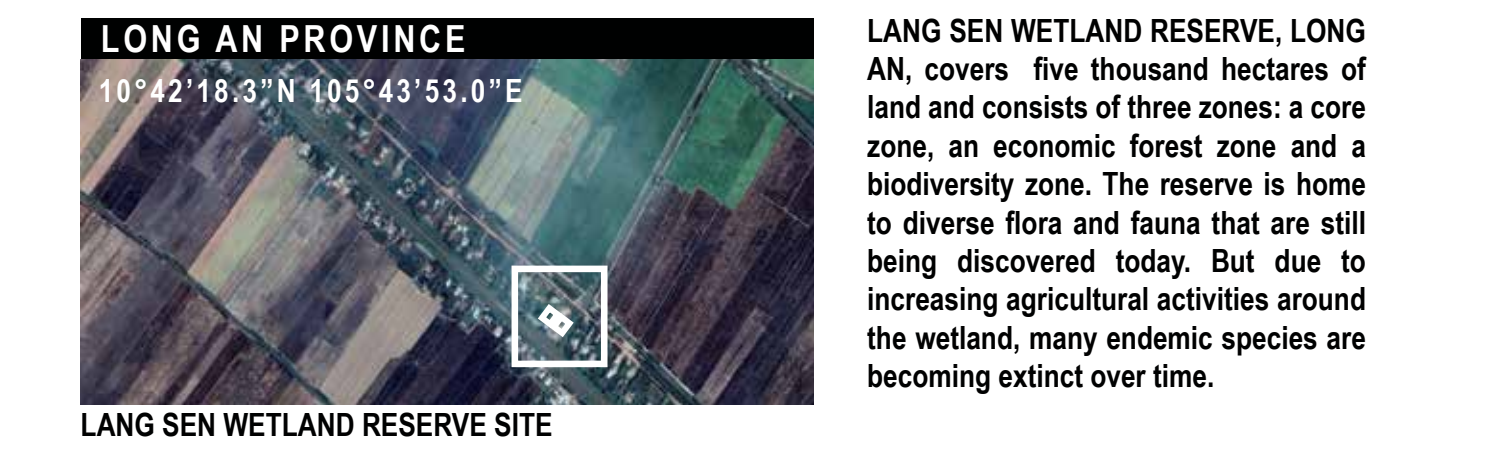 LONG AN PROVINCE
10°42’18.3”N 105°43’53.0”E
LANG SEN WETLAND RESERVE SITE
LANG SEN WETLAND RESERVE, LONG
AN, covers five thousand hectares of
land and consists of three zones: a core
zone, an economic forest zone and a
biodiversity zone. The reserve is home
to diverse flora and fauna that are still
being discovered today. But due to
increasing agricultural activities around
the wetland, many endemic species are
becoming extinct over time.